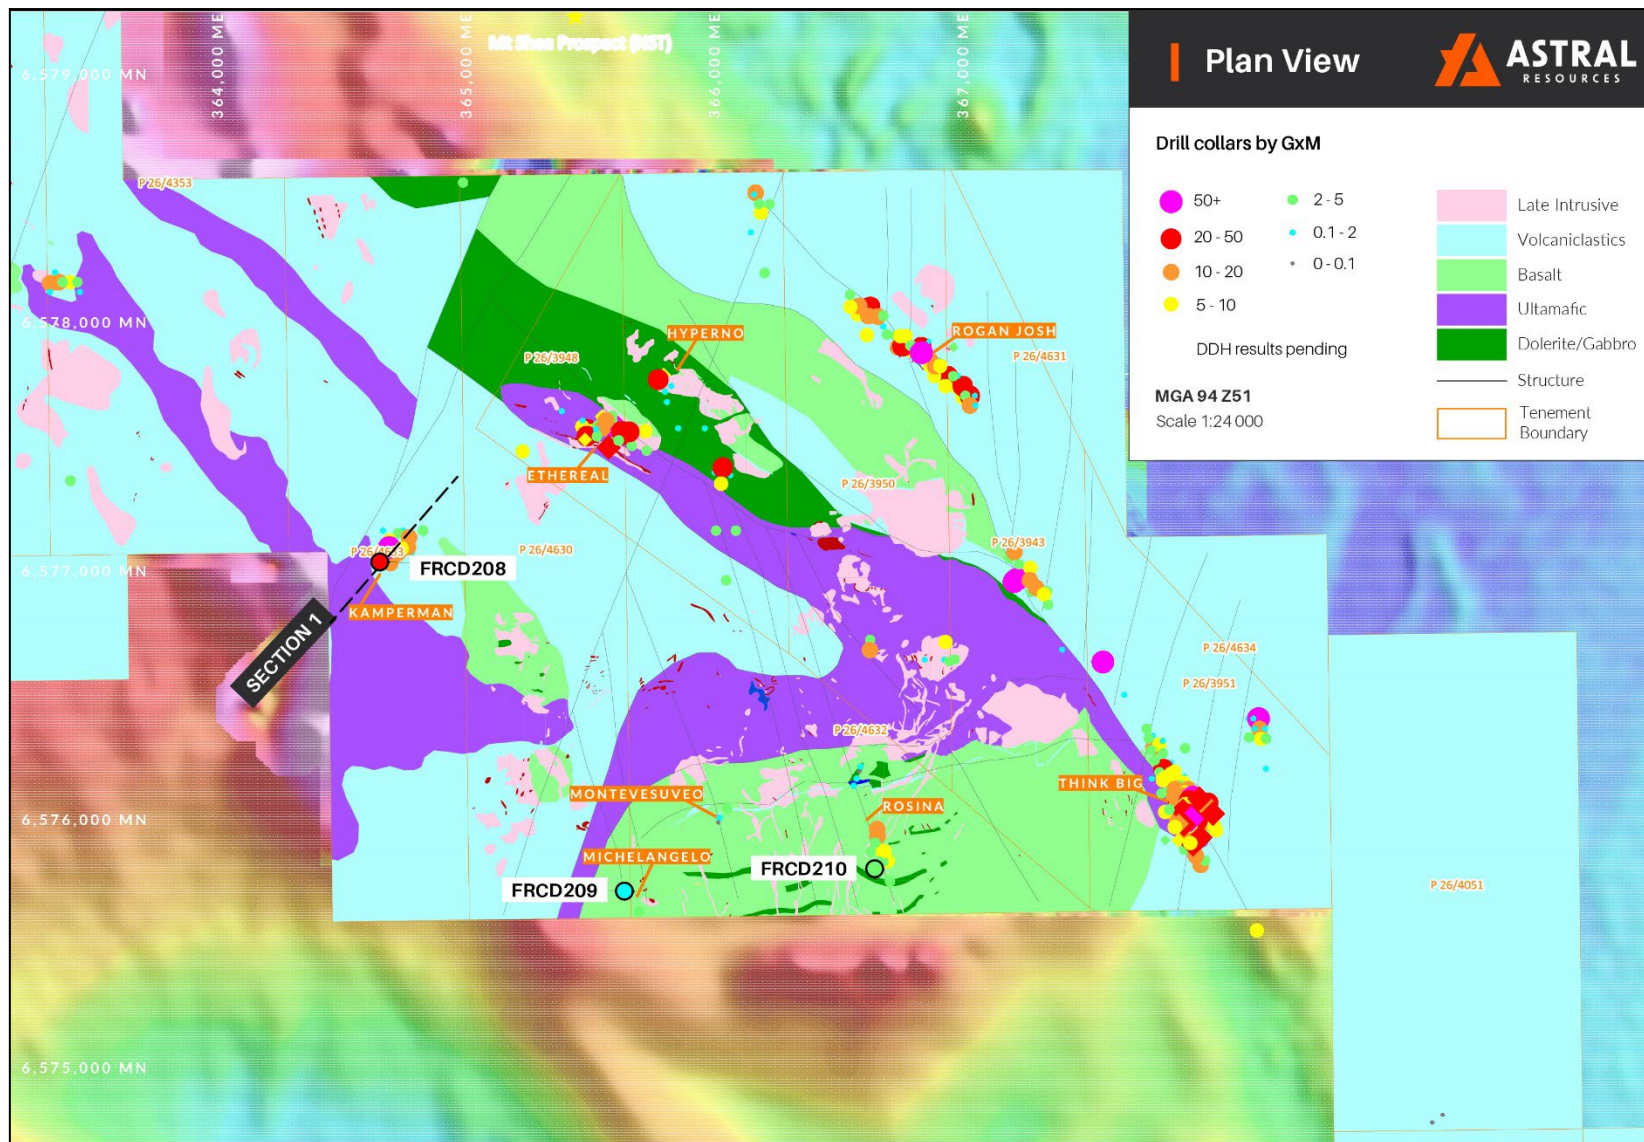 Plan View
ASTRAL
RESOURCES
Drill collars by GxM
50+
20 - 50
10 - 20
5 - 10
2 - 5
0.1 - 2
0 - 0.1
DDH results pending
MGA 94 Z51
Scale 1:24 000
Late Intrusive
Volcaniclastics
Basalt
Ultamafic
Dolerite/Gabbro
Structure
Tenement
Boundary
Mt Shea Prospect (NST)
364,000 ME
365,000 ME
366,000 ME
367,000 ME
6,579,000 MN
6,578,000 MN
6,577,000 MN
6,576,000 MN
6,575,000 MN
P 26/4353
HYPERNO
ROGAN JOSH
P 26/3948
P 26/4631
ETHEREAL
P 26/3950
P 26/4630
P 26/3943
FRCD208
KAMPERMAN
SECTION 1
P 26/4634
P 26/3951
P 26/4632
THINK BIG
MONTEVESUVEO
ROSINA
MICHELANGELO
FRCD209
FRCD210
P 26/4051